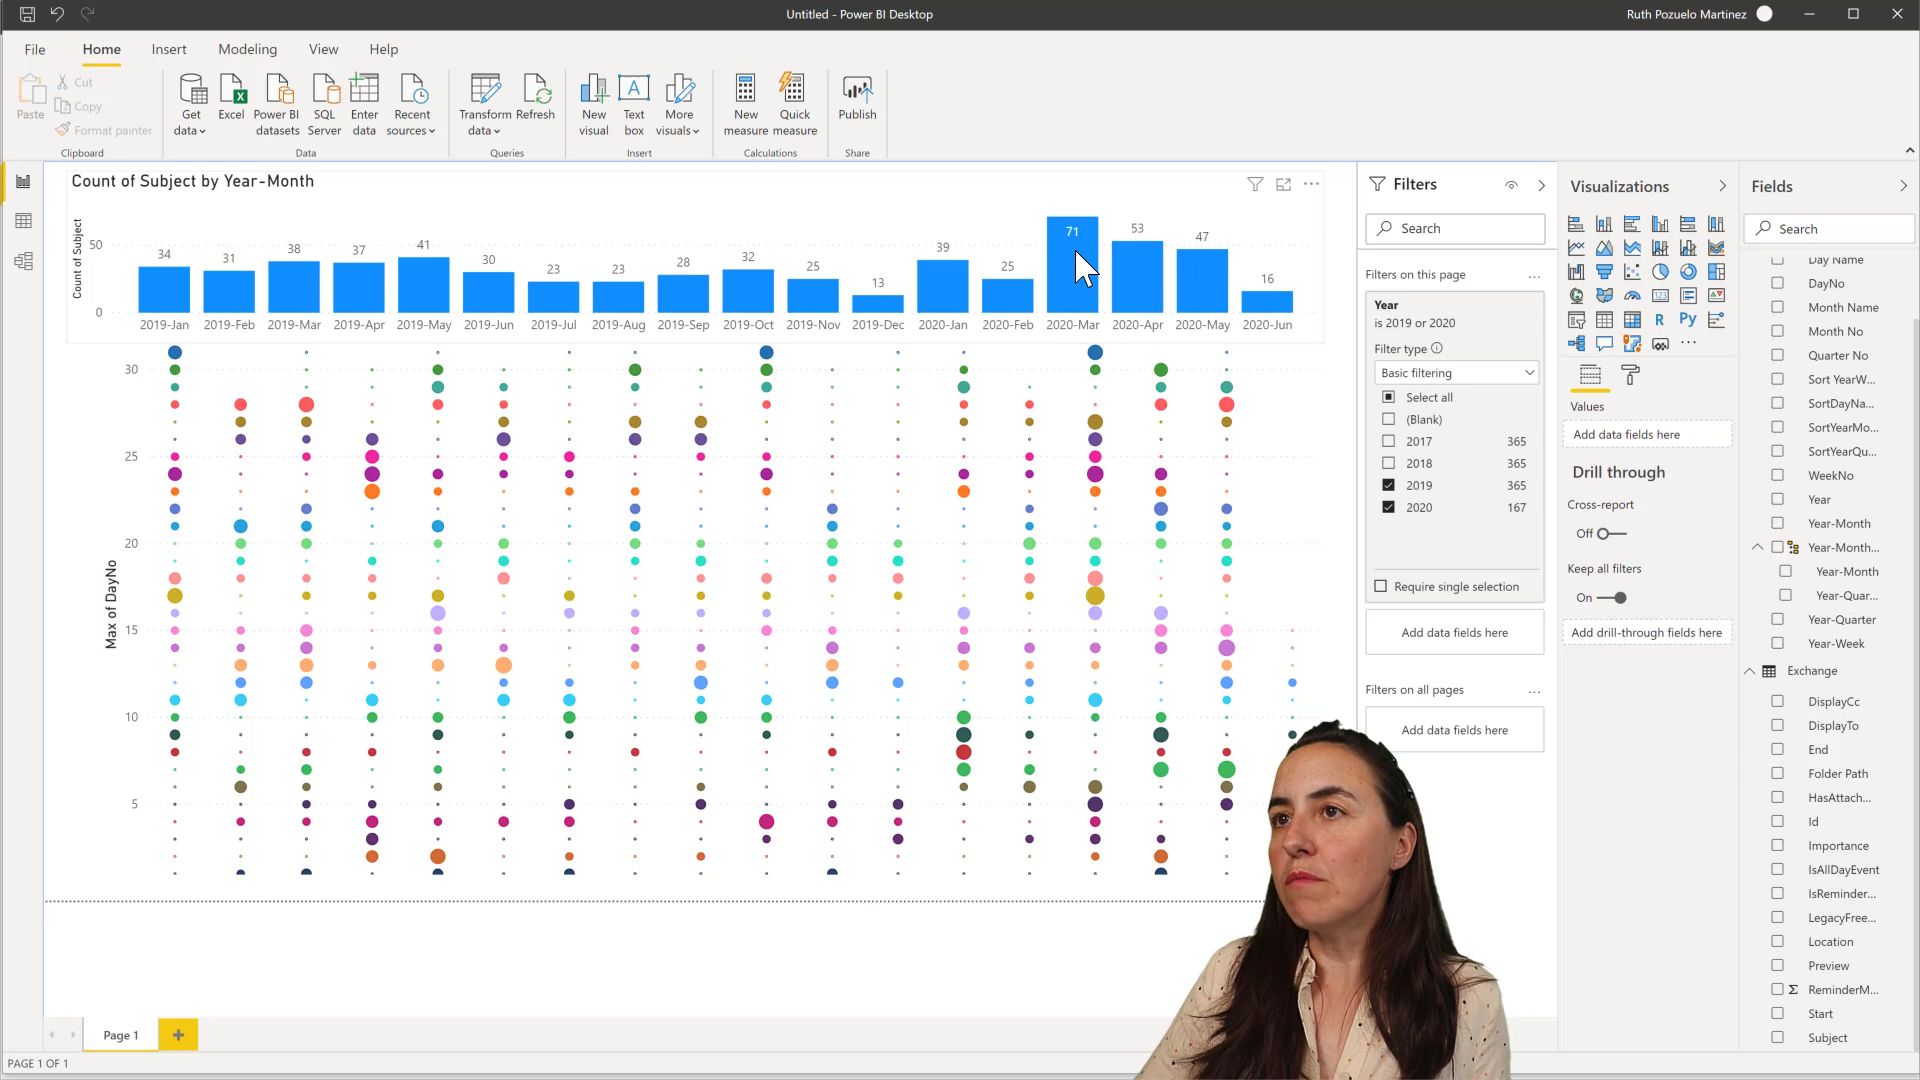 Untitled - Power BI Desktop
Ruth Pozuelo Martinez
File Home Insert Modeling View Help
Paste
Cut
Copy
Format painter
Clipboard
Get data
Excel
Power BI datasets
SQL Server
Enter data
Recent sources
Data
Transform data
Refresh
Queries
New visual
Text box
More visuals
Insert
New measure
Quick measure
Calculations
Publish
Share
Count of Subject by Year-Month
Count of Subject
50
0
34 31 38 37 41 30 23 23 28 32 25 13 39 25 71 53 47 16
2019-Jan 2019-Feb 2019-Mar 2019-Apr 2019-May 2019-Jun 2019-Jul 2019-Aug 2019-Sep 2019-Oct 2019-Nov 2019-Dec 2020-Jan 2020-Feb 2020-Mar 2020-Apr 2020-May 2020-Jun
Max of DayNo
30
25
20
15
10
5
Page 1
PAGE 1 OF 1
Filters
Search
Filters on this page
Year
is 2019 or 2020
Filter type
Basic filtering
Select all
(Blank)
2017 365
2018 365
2019 365
2020 167
Require single selection
Add data fields here
Filters on all pages
Add data fields here
Visualizations
R Py
Values
Add data fields here
Drill through
Cross-report
Off
Keep all filters
On
Add drill-through fields here
Fields
Search
Day Name
DayNo
Month Name
Month No
Quarter No
Sort YearW...
SortDayNa...
SortYearMo...
SortYearQu...
WeekNo
Year
Year-Month
Year-Month...
Year-Month
Year-Quar...
Year-Quarter
Year-Week
Exchange
DisplayCc
DisplayTo
End
Folder Path
HasAttach...
Id
Importance
IsAllDayEvent
IsReminder...
LegacyFree...
Location
Preview
ReminderM...
Start
Subject